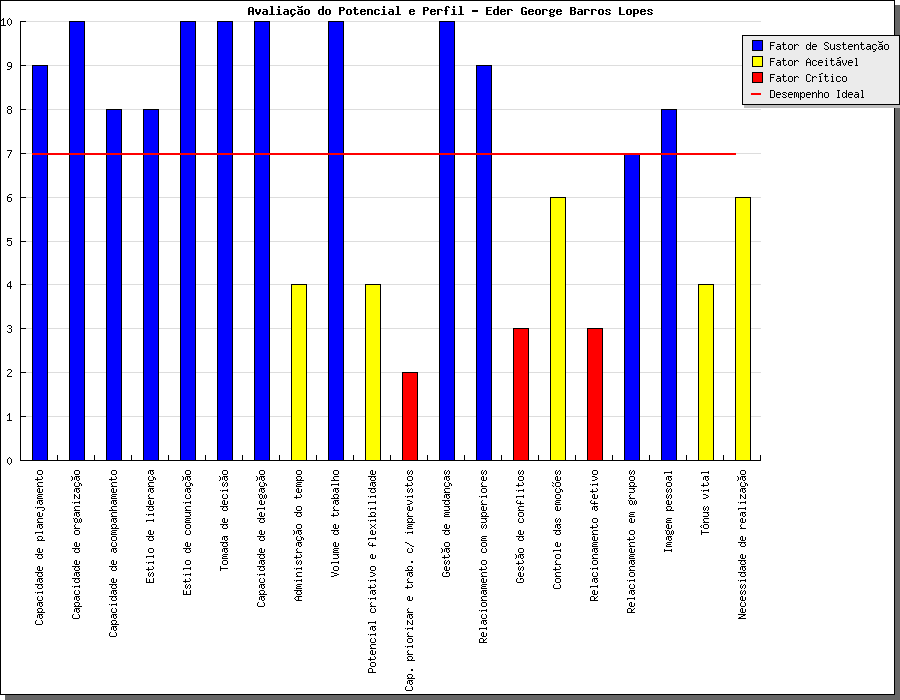 Avaliação do Potencial e Perfil - Eder George Barros Lopes
Fator de Sustentação
Fator Aceitável
Fator Crítico
Desempenho Ideal
10
9
8
7
6
5
4
3
2
1
0
Capacidade de planejamento
Capacidade de organização
Capacidade de acompanhamento
Estilo de liderança
Estilo de comunicação
Tomada de decisão
Capacidade de delegação
Administração do tempo
Volume de trabalho
Potencial criativo e flexibilidade
Cap. priorizar e trab. c/ imprevistos
Gestão de mudanças
Relacionamento com superiores
Gestão de conflitos
Controle das emoções
Relacionamento afetivo
Relacionamento em grupos
Imagem pessoal
Tônus vital
Necessidade de realização